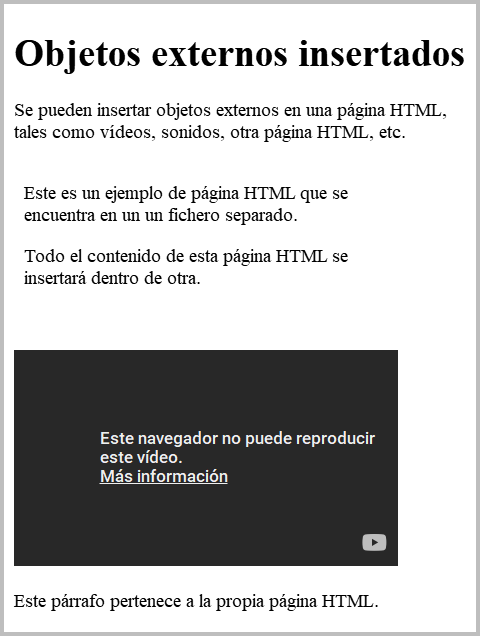 Objetos externos insertados
Se pueden insertar objetos externos en una página HTML,
tales como vídeos, sonidos, otra página HTML, etc.
Este es un ejemplo de página HTML que se
encuentra en un un fichero separado.
Todo el contenido de esta página HTML se
insertará dentro de otra.
Este navegador no puede reproducir
este vídeo.
Más información
Este párrafo pertenece a la propia página HTML.